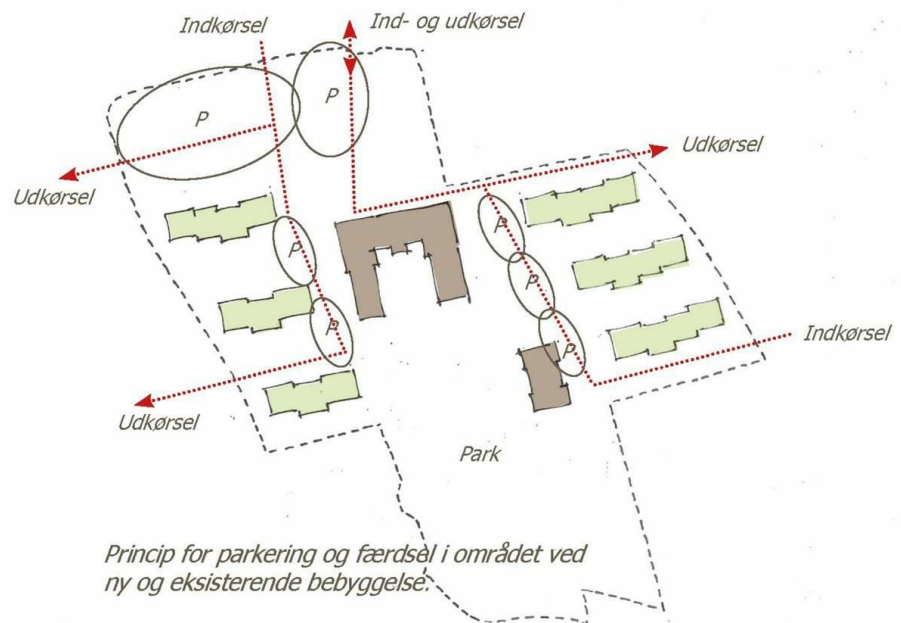 Indkørsel
Ind- og udkørsel
P
P
Udkørsel
Udkørsel
P
P
P
P
P
Indkørsel
Udkørsel
Park
Princip for parkering og færdsel i området ved
ny og eksisterende bebyggelse.